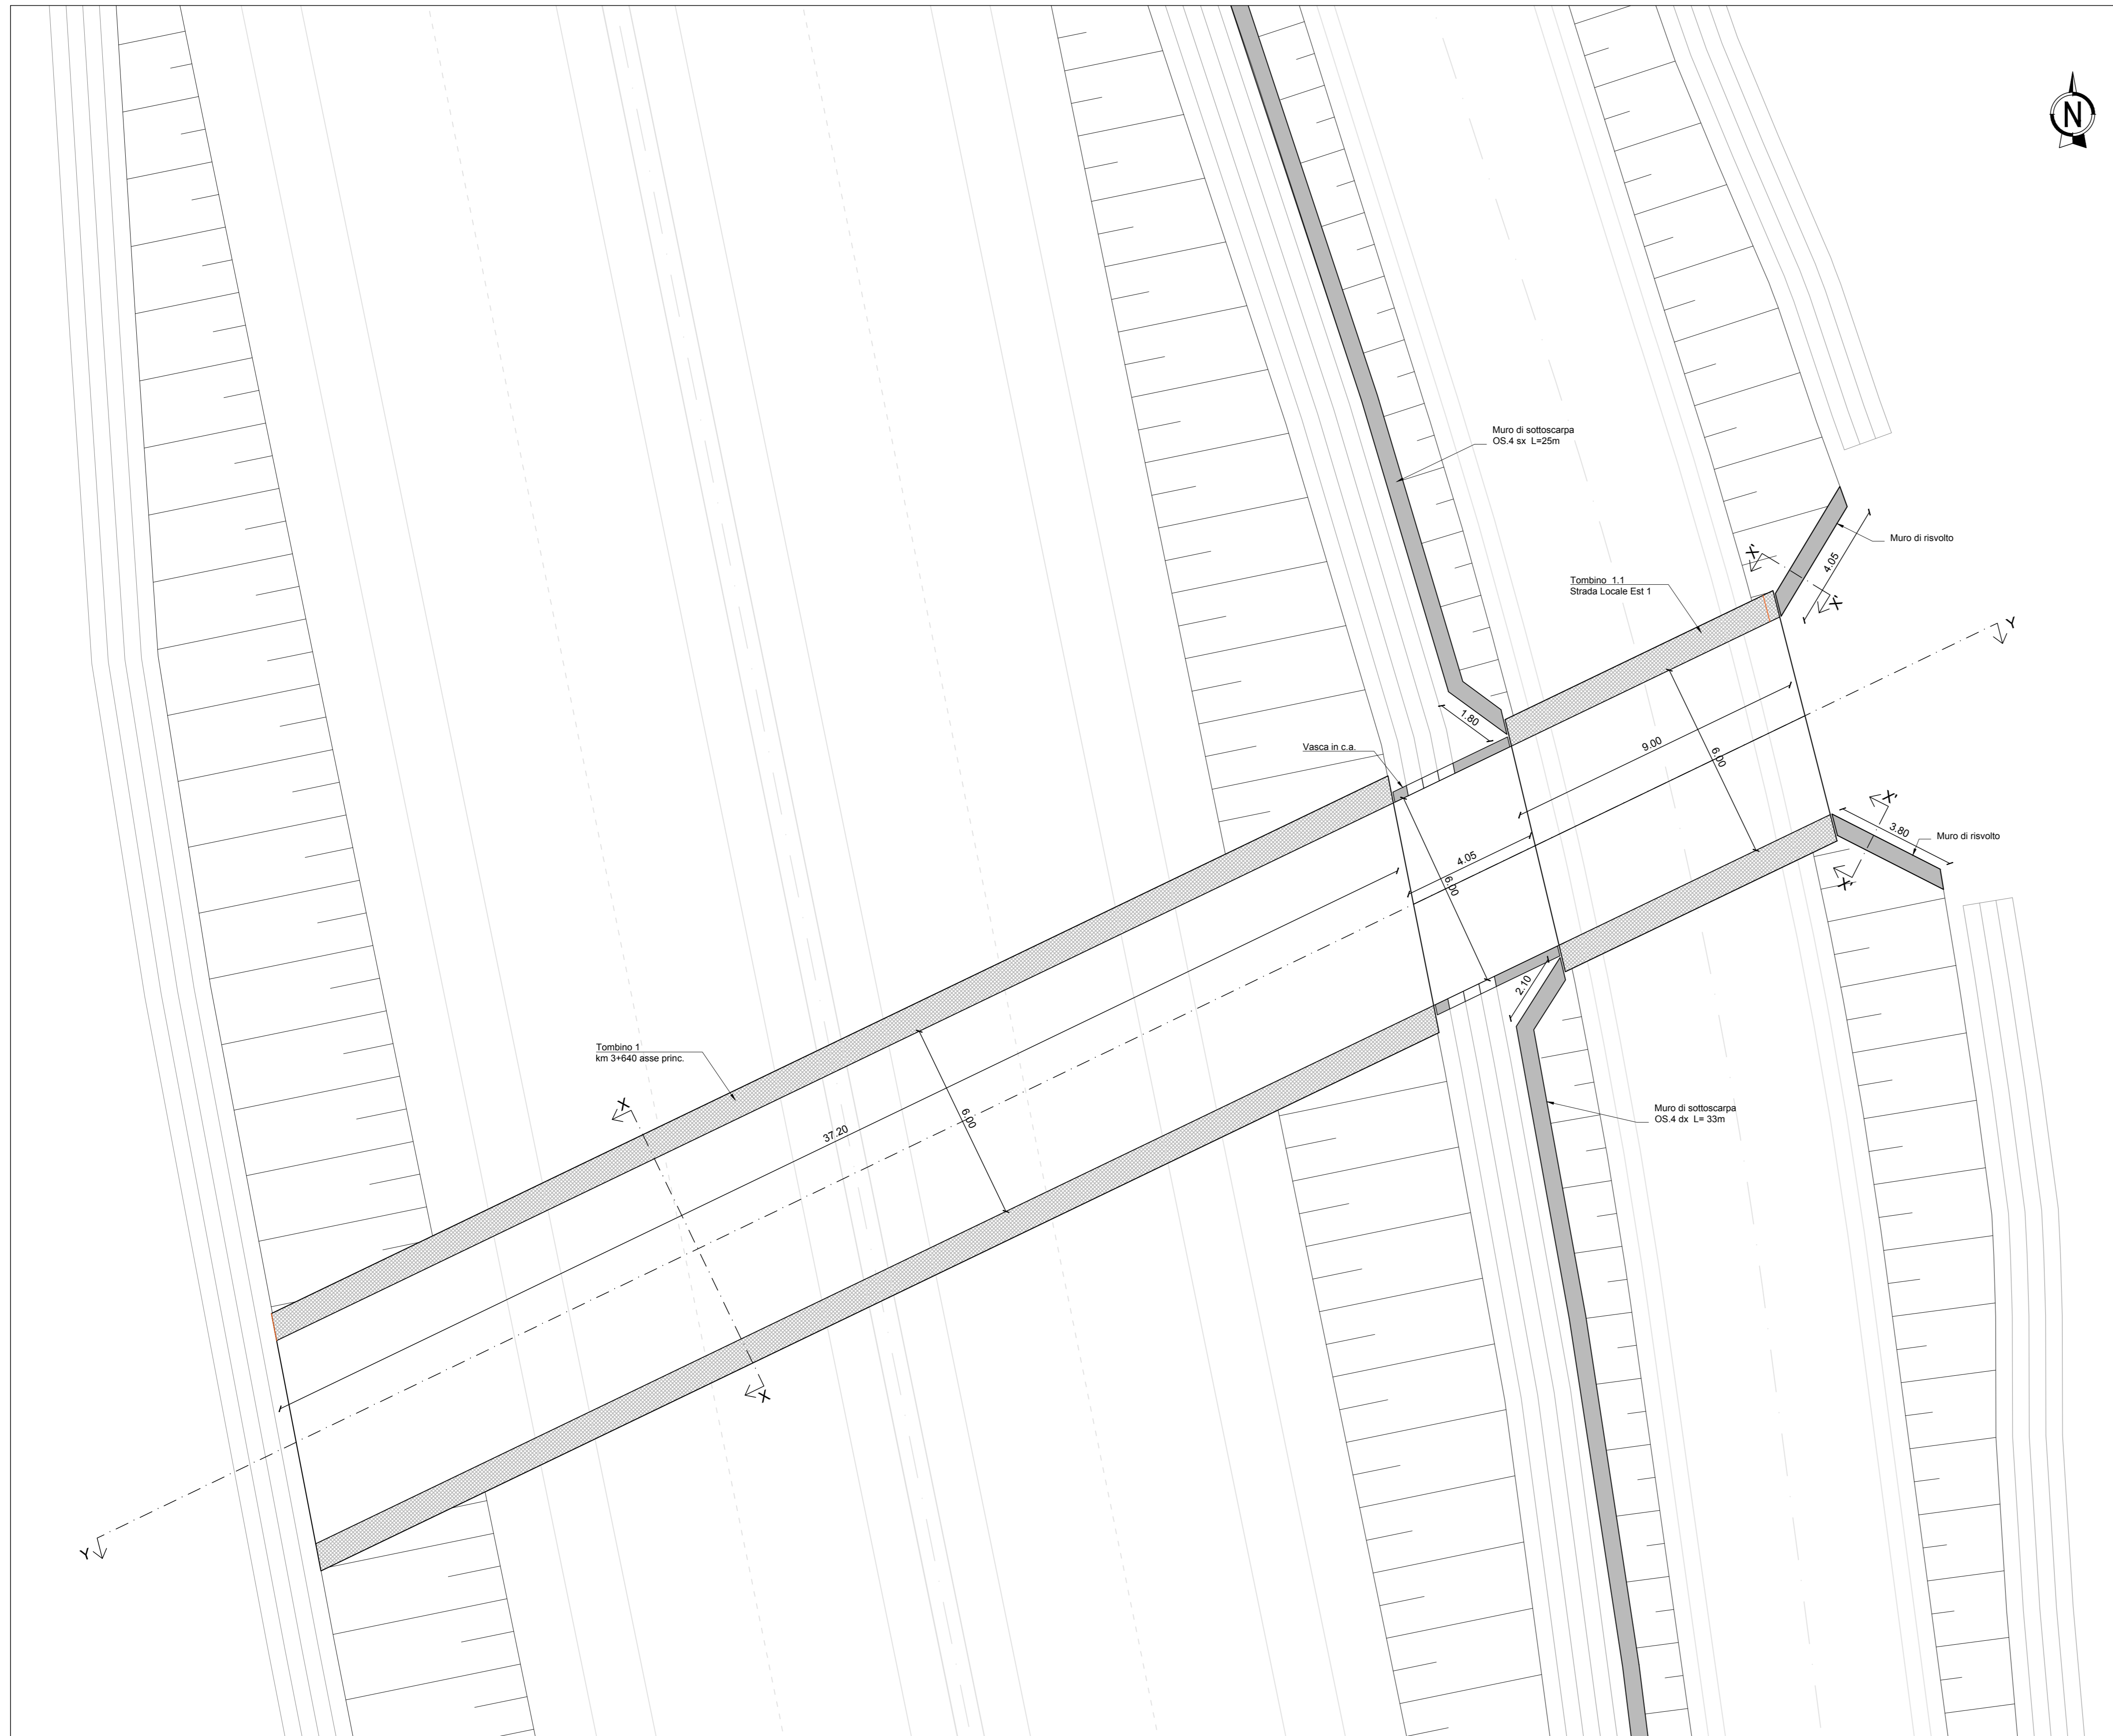 N
Muro di sottoscarpa
OS.4 sx L=25m
Muro di risvolto
X'
4.05
X'
Tombino 1.1
Strada Locale Est 1
Y
1.80
Vasca in c.a.
9.00
6.00
X'
3.80
Muro di risvolto
X'
4.05
6.00
2.10
Tombino 1
km 3+640 asse princ.
X
37.20
6.00
Muro di sottoscarpa
OS.4 dx L= 33m
X
Y